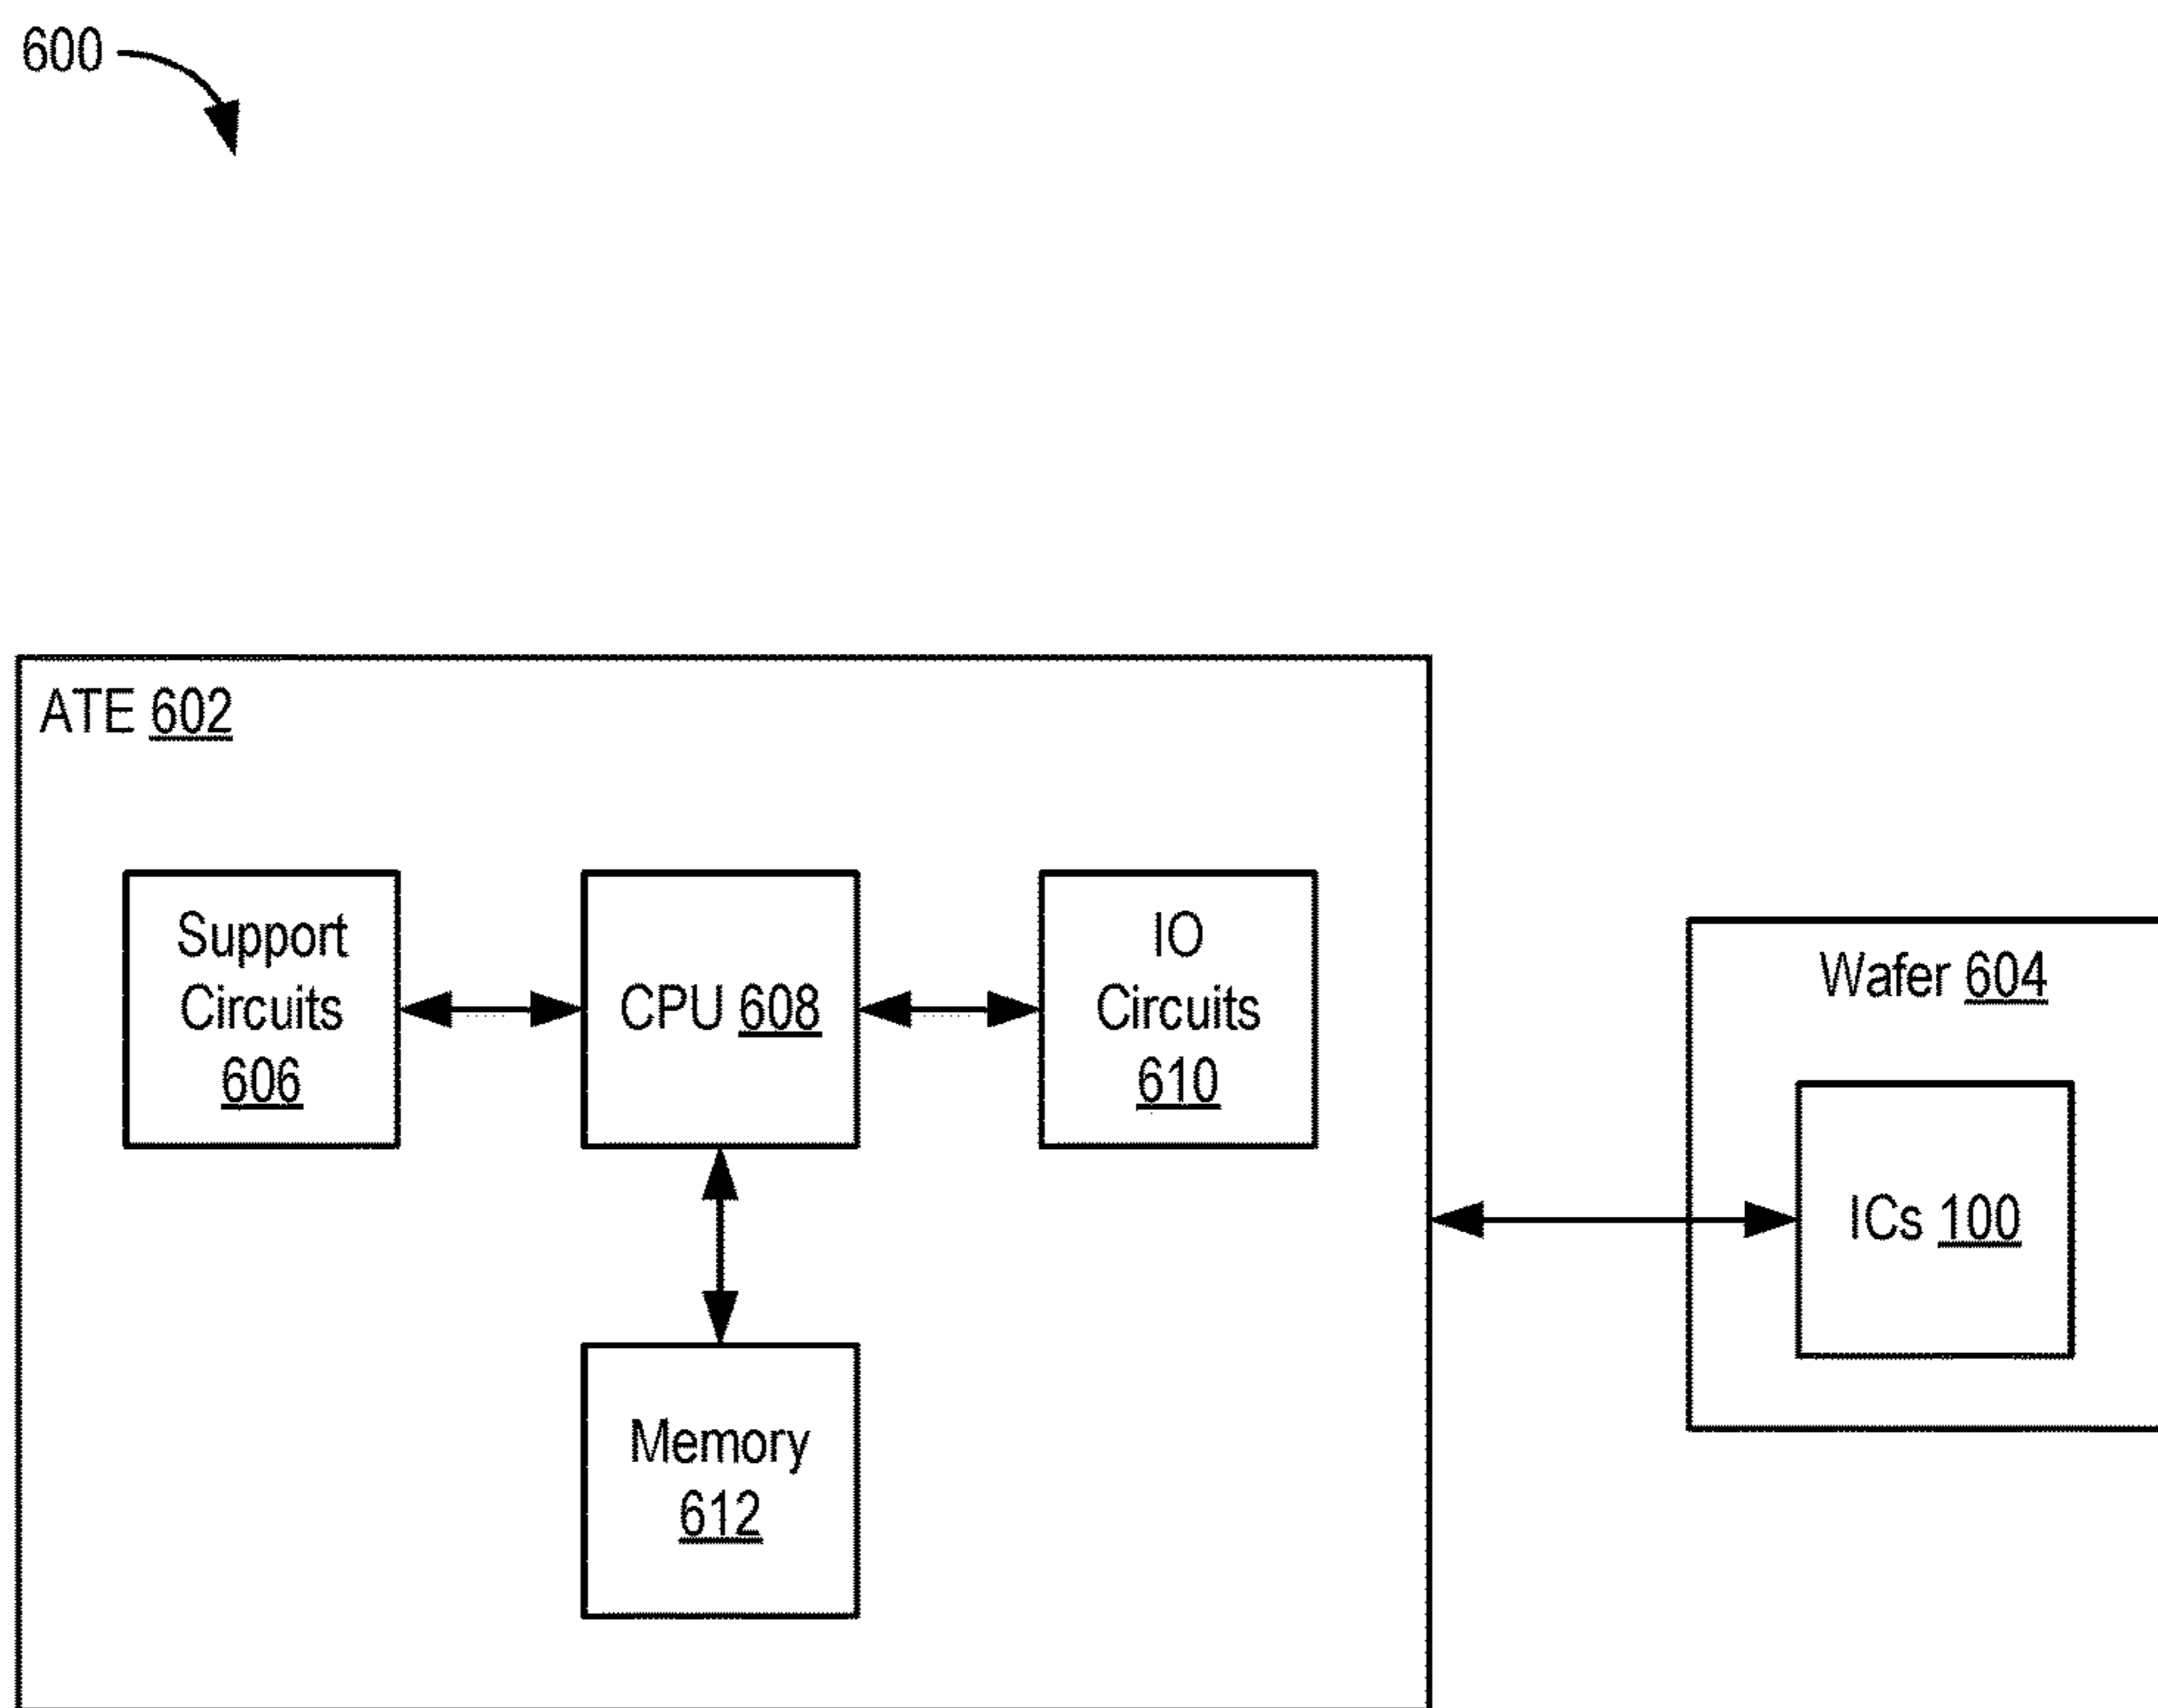 600
ATE 602
Support
Circuits
606
CPU 608
IO
Circuits
610
Memory
612
Wafer 604
ICs 100